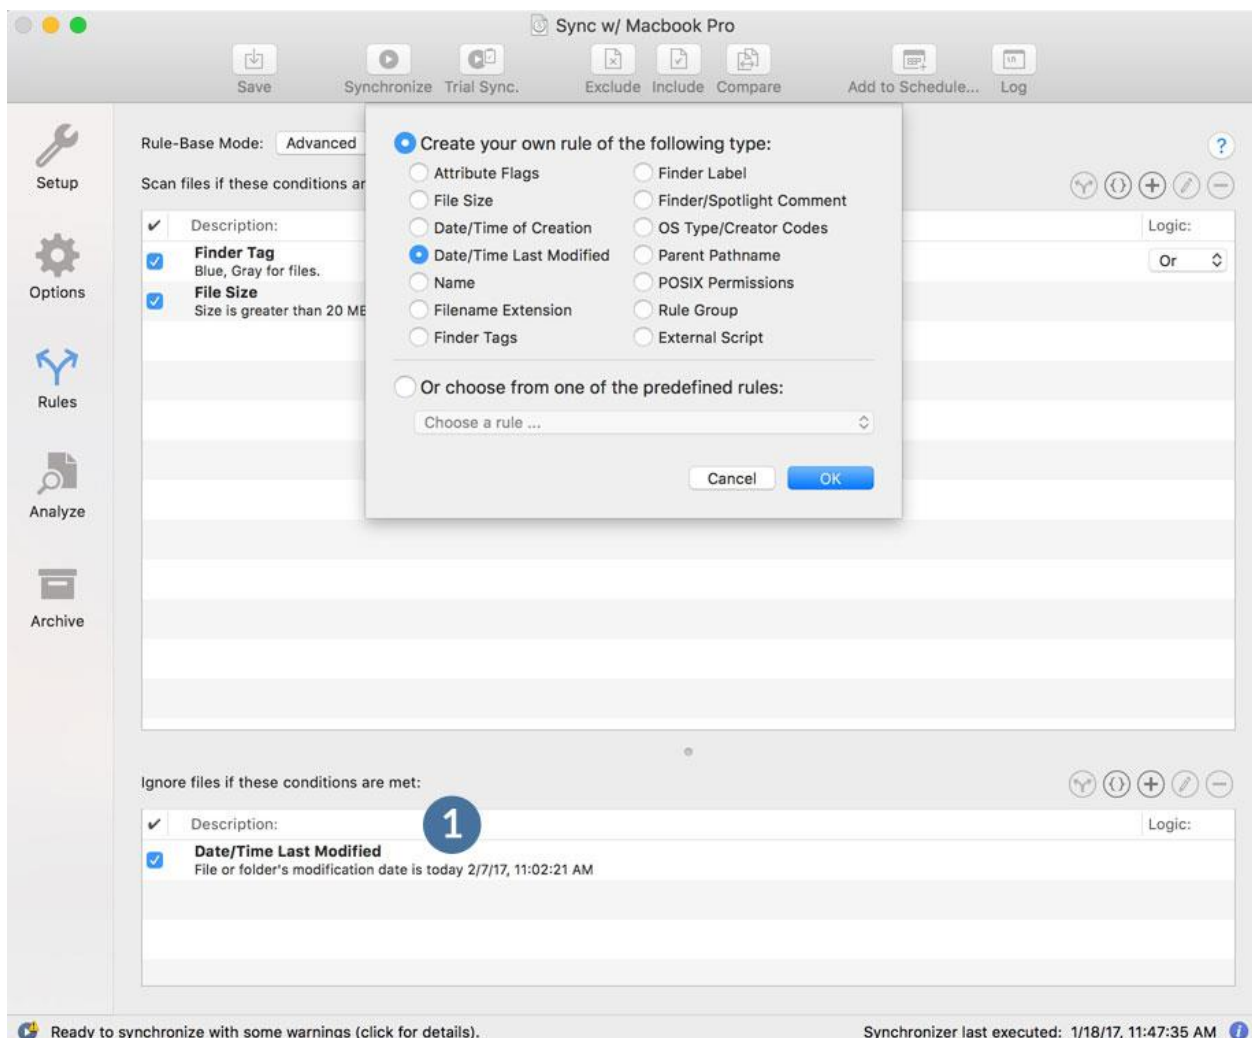 Sync w/ Macbook Pro
Save Synchronize Trial Sync. Exclude Include Compare Add to Schedule... Log
Setup
Options
Rules
Analyze
Archive
Rule-Base Mode: Advanced
?
Scan files if these conditions ar
Description: Logic:
Finder Tag
Blue, Gray for files.
Or
File Size
Size is greater than 20 MB
Create your own rule of the following type:
Attribute Flags
File Size
Date/Time of Creation
Date/Time Last Modified
Name
Filename Extension
Finder Tags
Finder Label
Finder/Spotlight Comment
OS Type/Creator Codes
Parent Pathname
POSIX Permissions
Rule Group
External Script
Or choose from one of the predefined rules:
Choose a rule ...
Cancel OK
Ignore files if these conditions are met:
1
Description: Logic:
Date/Time Last Modified
File or folder's modification date is today 2/7/17, 11:02:21 AM
Ready to synchronize with some warnings (click for details).
Synchronizer last executed: 1/18/17, 11:47:35 AM